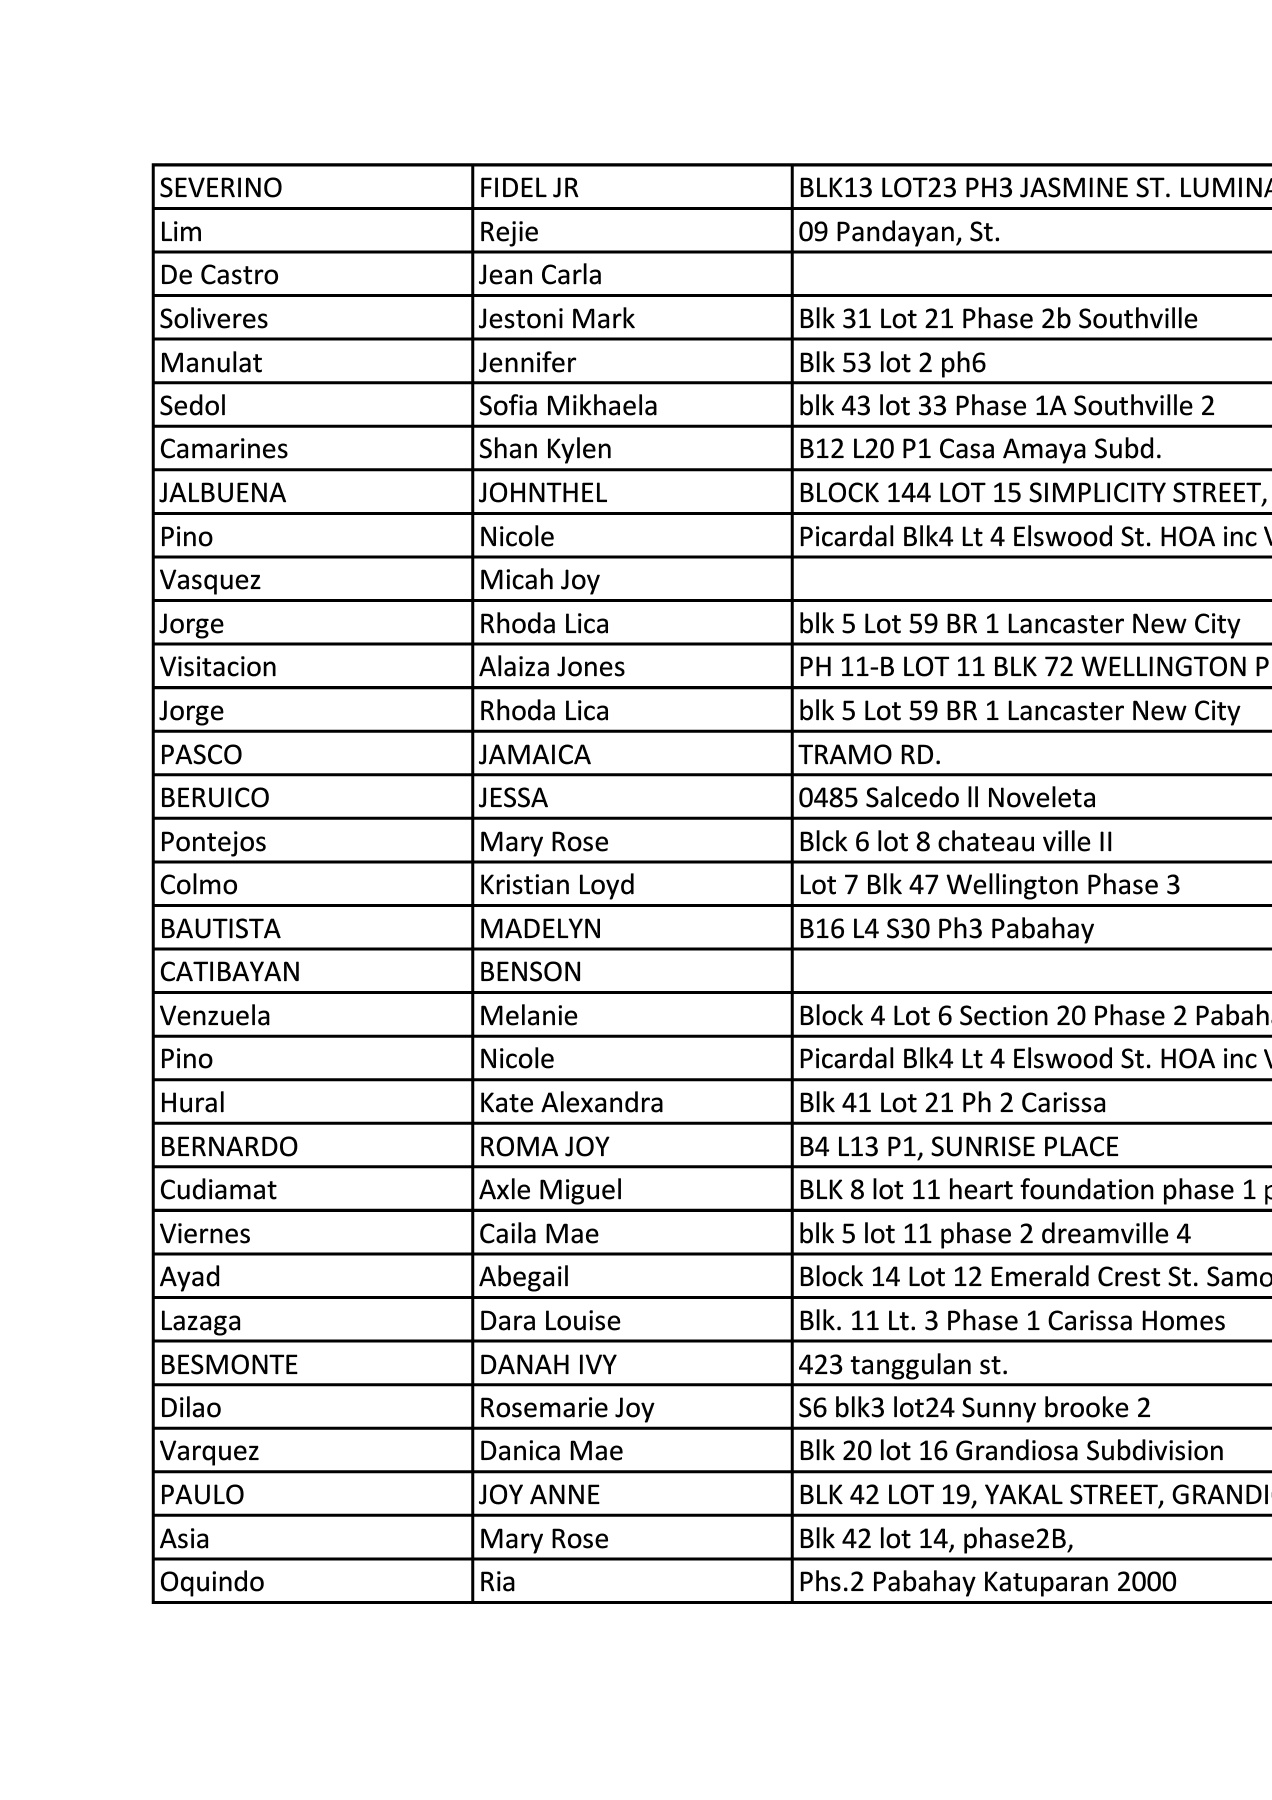 SEVERINO FIDEL JR BLK13 LOT23 PH3 JASMINE ST. LUMINA
Lim Rejie 09 Pandayan, St.
De Castro Jean Carla
Soliveres Jestoni Mark Blk 31 Lot 21 Phase 2b Southville
Manulat Jennifer Blk 53 lot 2 ph6
Sedol Sofia Mikhaela blk 43 lot 33 Phase 1A Southville 2
Camarines Shan Kylen B12 L20 P1 Casa Amaya Subd.
JALBUENA JOHNTHEL BLOCK 144 LOT 15 SIMPLICITY STREET,
Pino Nicole Picardal Blk4 Lt 4 Elswood St. HOA inc
Vasquez Micah Joy
Jorge Rhoda Lica blk 5 Lot 59 BR 1 Lancaster New City
Visitacion Alaiza Jones PH 11-B LOT 11 BLK 72 WELLINGTON P
Jorge Rhoda Lica blk 5 Lot 59 BR 1 Lancaster New City
PASCO JAMAICA TRAMO RD.
BERUICO JESSA 0485 Salcedo ll Noveleta
Pontejos Mary Rose Blck 6 lot 8 chateau ville II
Colmo Kristian Loyd Lot 7 Blk 47 Wellington Phase 3
BAUTISTA MADELYN B16 L4 S30 Ph3 Pabahay
CATIBAYAN BENSON
Venzuela Melanie Block 4 Lot 6 Section 20 Phase 2 Pabaha
Pino Nicole Picardal Blk4 Lt 4 Elswood St. HOA inc
Hural Kate Alexandra Blk 41 Lot 21 Ph 2 Carissa
BERNARDO ROMA JOY B4 L13 P1, SUNRISE PLACE
Cudiamat Axle Miguel BLK 8 lot 11 heart foundation phase 1 p
Viernes Caila Mae blk 5 lot 11 phase 2 dreamville 4
Ayad Abegail Block 14 Lot 12 Emerald Crest St. Samo
Lazaga Dara Louise Blk. 11 Lt. 3 Phase 1 Carissa Homes
BESMONTE DANAH IVY 423 tanggulan st.
Dilao Rosemarie Joy S6 blk3 lot24 Sunny brooke 2
Varquez Danica Mae Blk 20 lot 16 Grandiosa Subdivision
PAULO JOY ANNE BLK 42 LOT 19, YAKAL STREET, GRANDI
Asia Mary Rose Blk 42 lot 14, phase2B,
Oquindo Ria Phs.2 Pabahay Katuparan 2000